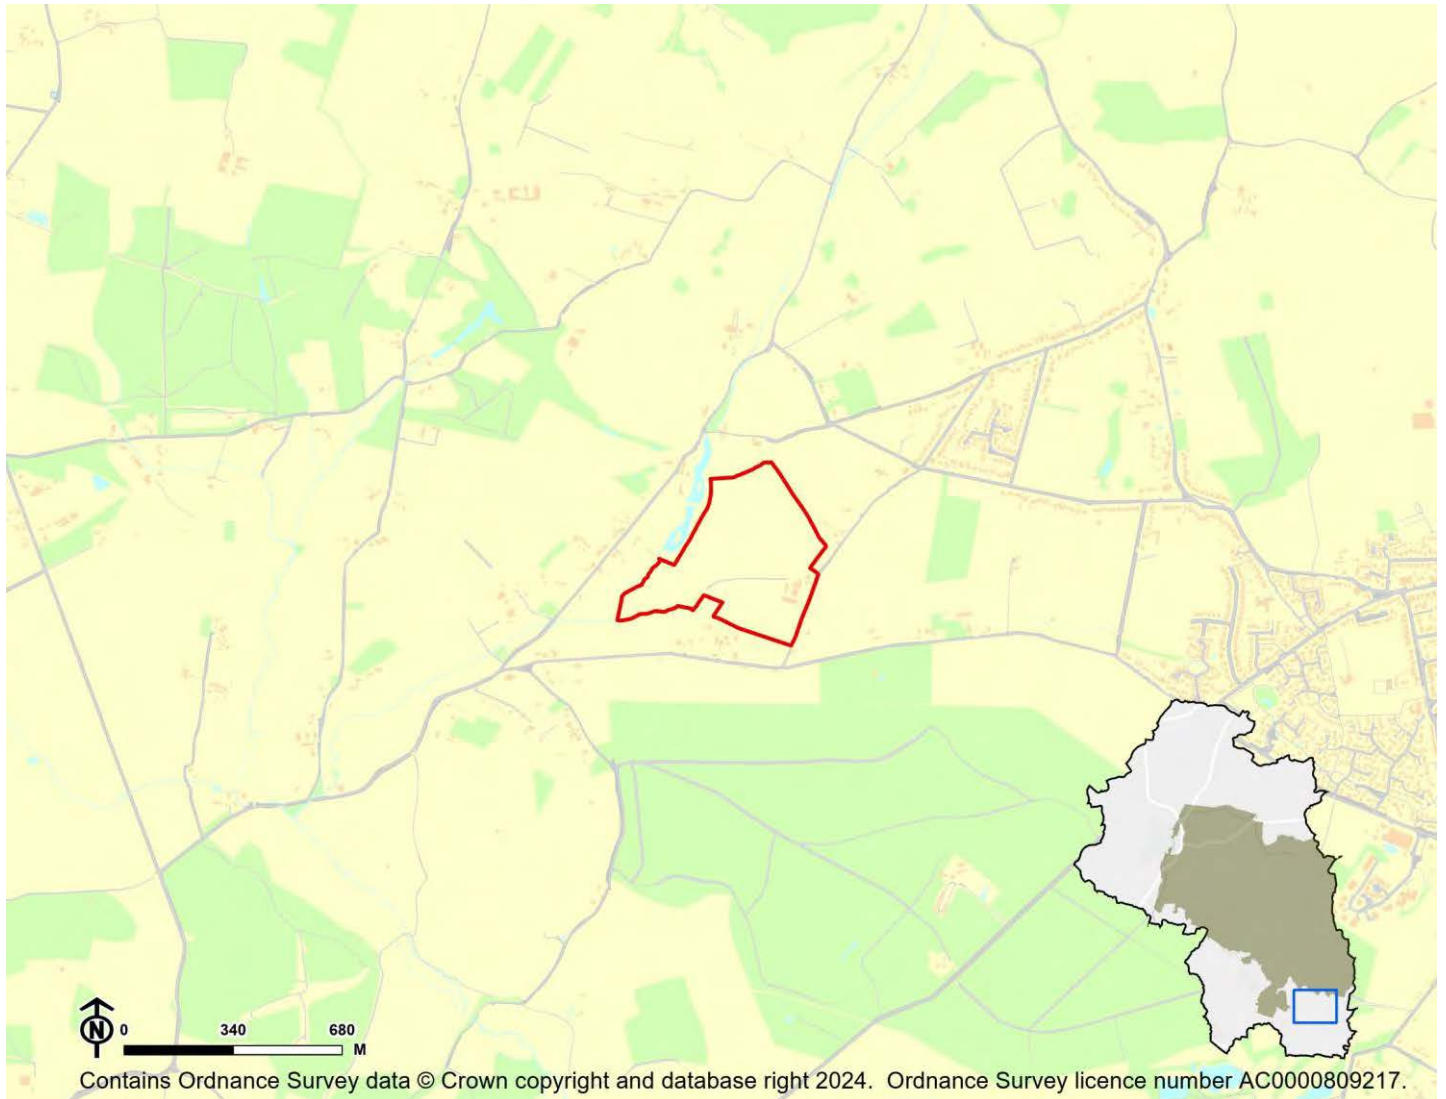 N
0 340 680
M
Contains Ordnance Survey data © Crown copyright and database right 2024. Ordnance Survey licence number AC0000809217.